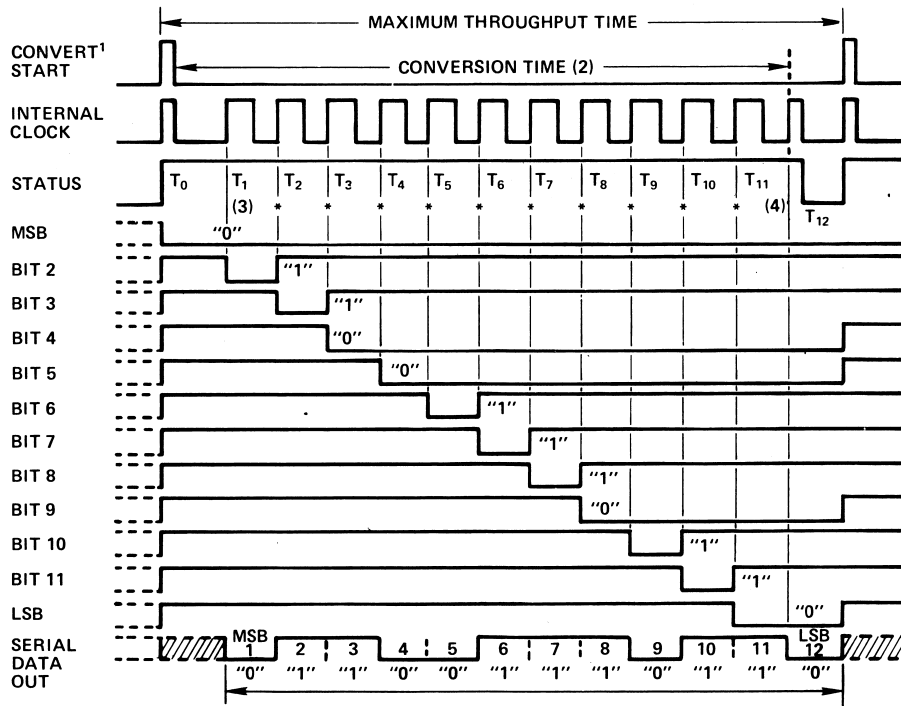 MAXIMUM THROUGHPUT TIME
CONVERT¹
START
CONVERSION TIME (2)
INTERNAL
CLOCK
STATUS
T₀ T₁ T₂ T₃ T₄ T₅ T₆ T₇ T₈ T₉ T₁₀ T₁₁
(3) * * * * * * * * * * (4)
T₁₂
MSB "0"
BIT 2 "1"
BIT 3 "1"
BIT 4 "0"
BIT 5 "0"
BIT 6 "1"
BIT 7 "1"
BIT 8 "1"
BIT 9 "0"
BIT 10 "1"
BIT 11 "1"
LSB "0"
SERIAL
DATA
OUT
MSB LSB
1 2 3 4 5 6 7 8 9 10 11 12
"0" "1" "1" "0" "0" "1" "1" "1" "0" "1" "1" "0"